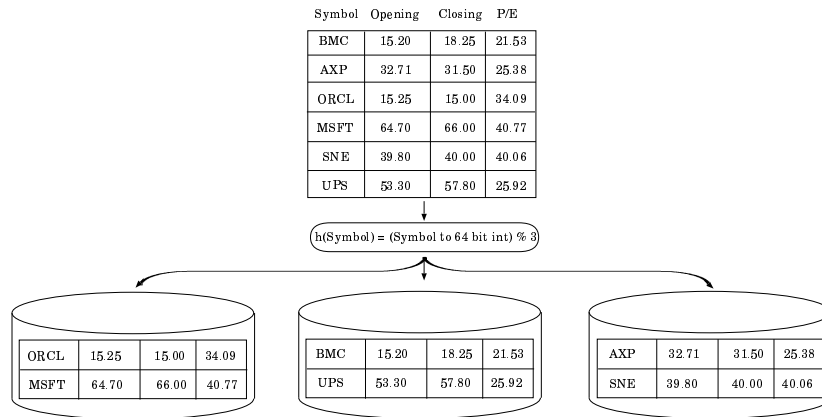 Symbol Opening Closing P/E
BMC 15.20 18.25 21.53
AXP 32.71 31.50 25.38
ORCL 15.25 15.00 34.09
MSFT 64.70 66.00 40.77
SNE 39.80 40.00 40.06
UPS 53.30 57.80 25.92
h(Symbol) = (Symbol to 64 bit int) % 3
ORCL 15.25 15.00 34.09
MSFT 64.70 66.00 40.77
BMC 15.20 18.25 21.53
UPS 53.30 57.80 25.92
AXP 32.71 31.50 25.38
SNE 39.80 40.00 40.06